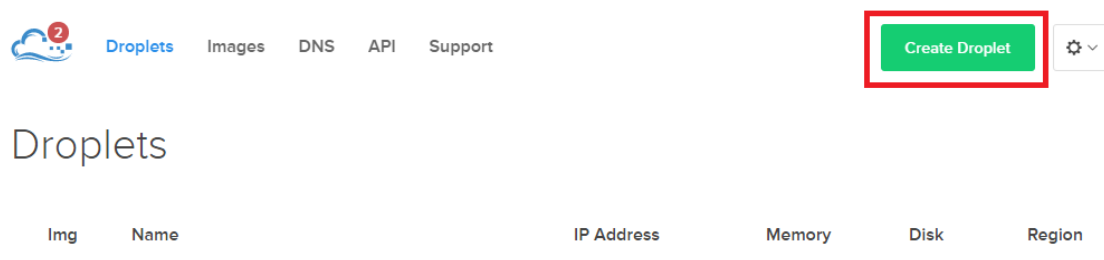 2 Droplets Images DNS API Support Create Droplet
Droplets
Img Name IP Address Memory Disk Region